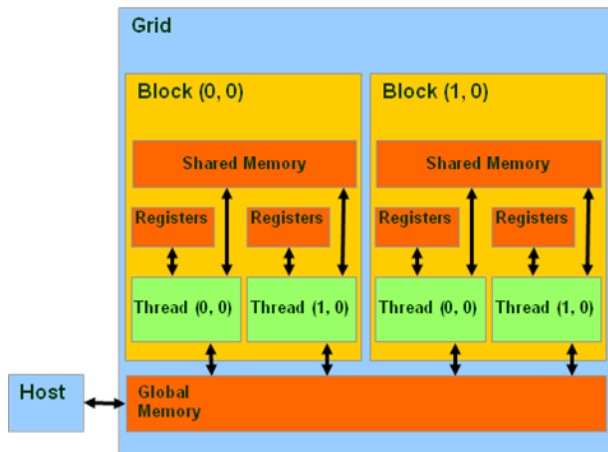 Grid
Block (0, 0)
Block (1, 0)
Shared Memory
Shared Memory
Registers
Registers
Registers
Registers
Thread (0, 0)
Thread (1, 0)
Thread (0, 0)
Thread (1, 0)
Host
Global
Memory